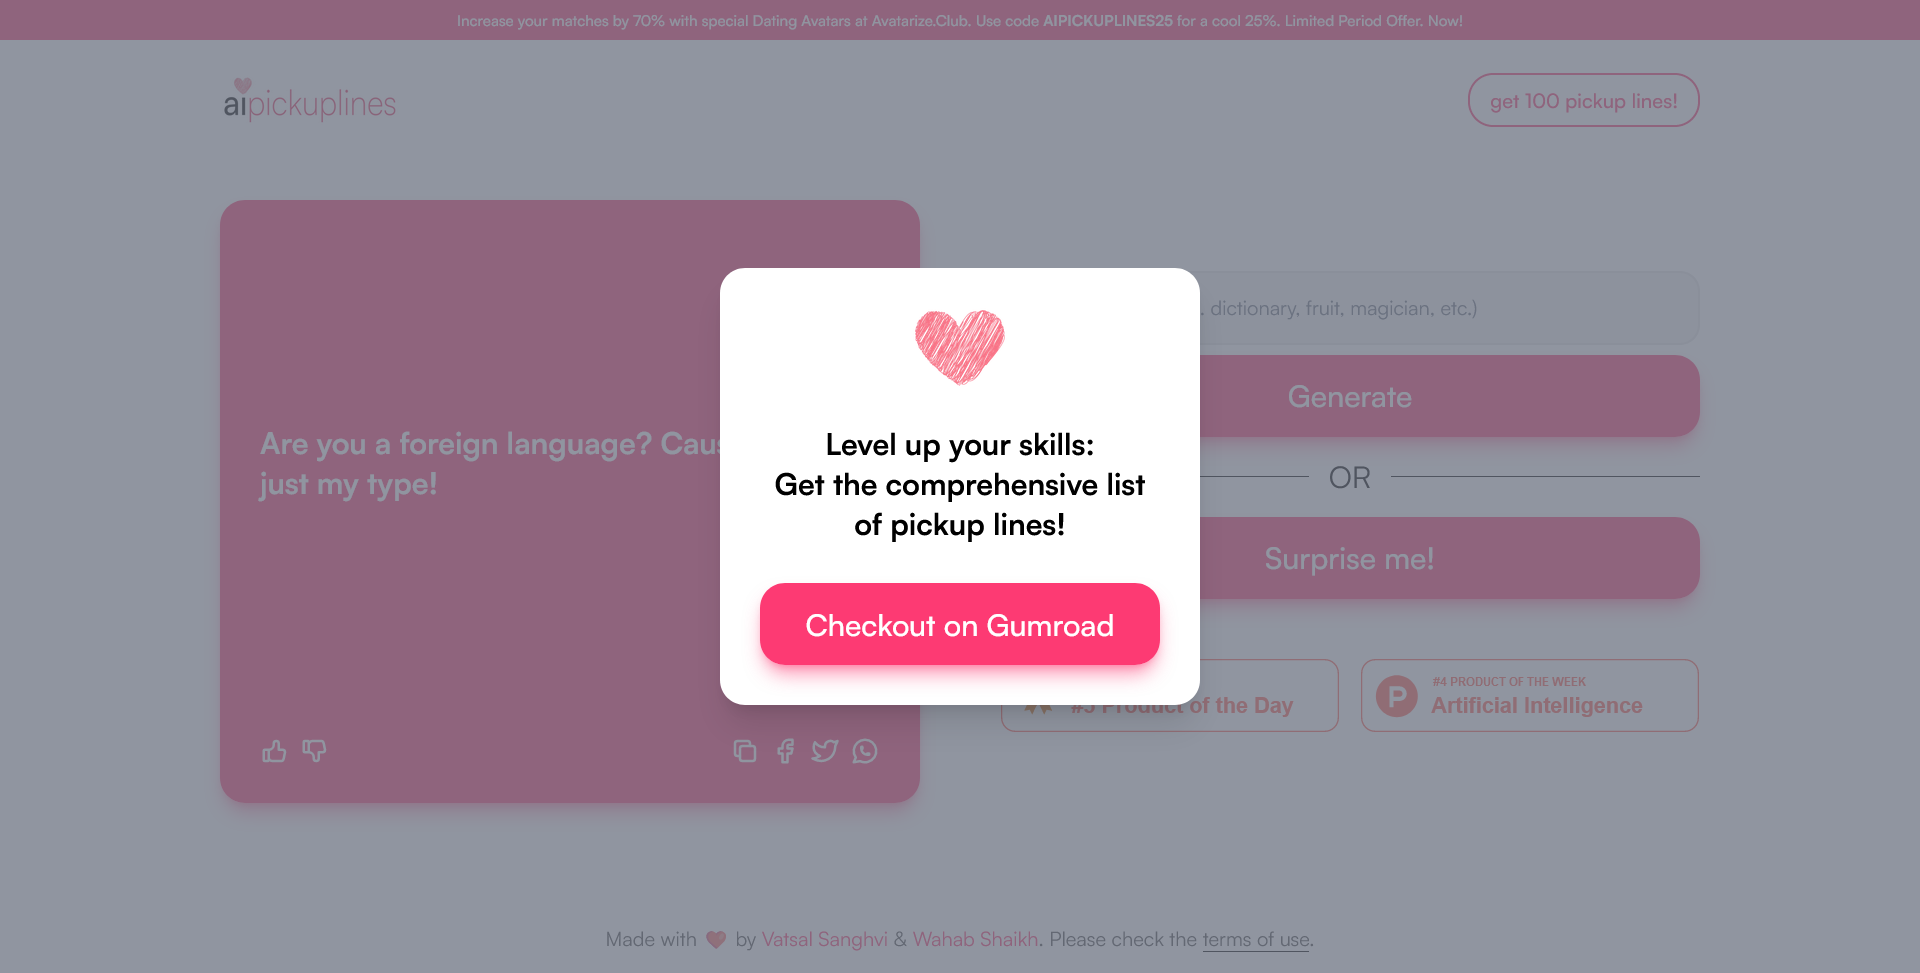 Increase your matches by 70% with special Dating Avatars at Avatarize.Club. Use code AIPICKUPLINES25 for a cool 25%. Limited Period Offer. Now!
aipickuplines
get 100 pickup lines!
Are you a foreign language?
just my type!
dictionary, fruit, magician, etc.)
Generate
OR
Surprise me!
Level up your skills:
Get the comprehensive list
of pickup lines!
Checkout on Gumroad
Product of the Day
#4 PRODUCT OF THE WEEK
P
Artificial Intelligence
Made with ❤ by Vatsal Sanghvi & Wahab Shaikh. Please check the terms of use.